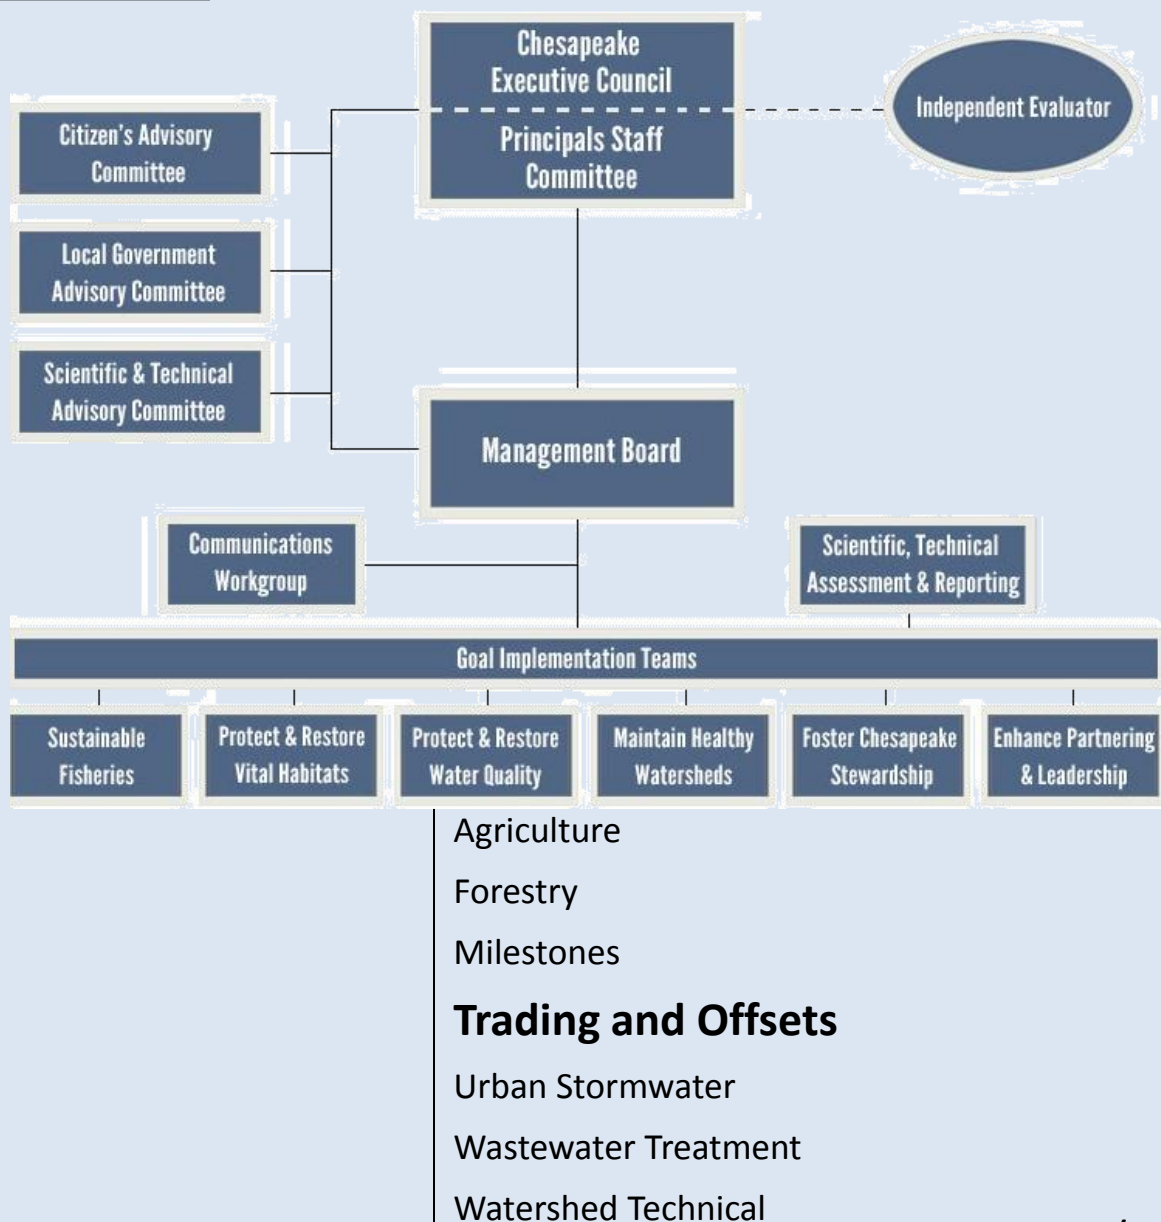 Chesapeake
Executive Council
Principals Staff
Committee
Independent Evaluator
Citizen's Advisory
Committee
Local Government
Advisory Committee
Scientific & Technical
Advisory Committee
Management Board
Communications
Workgroup
Scientific, Technical
Assessment & Reporting
Goal Implementation Teams
Sustainable
Fisheries
Protect & Restore
Vital Habitats
Protect & Restore
Water Quality
Maintain Healthy
Watersheds
Foster Chesapeake
Stewardship
Enhance Partnering
& Leadership
Agriculture
Forestry
Milestones
Trading and Offsets
Urban Stormwater
Wastewater Treatment
Watershed Technical